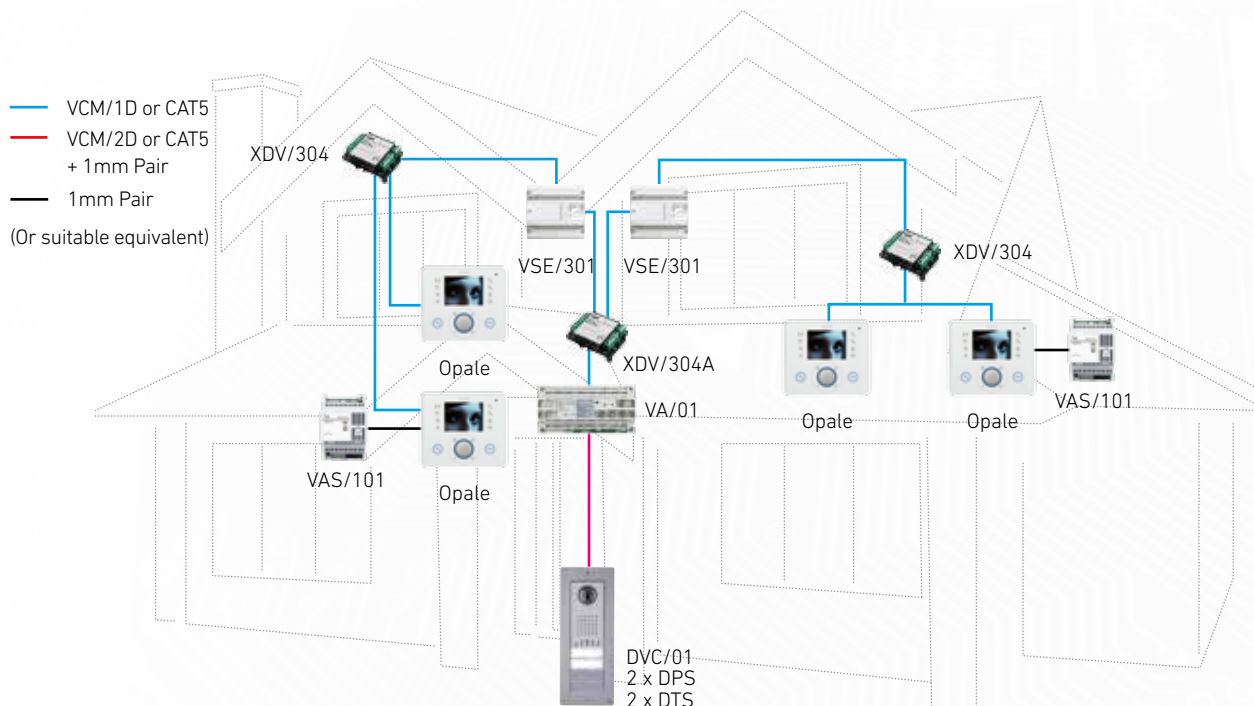 VCM/1D or CAT5
VCM/2D or CAT5
+ 1mm Pair
1mm Pair
(Or suitable equivalent)
XDV/304
VSE/301
VSE/301
XDV/304
Opale
XDV/304A
VA/01
Opale
Opale
VAS/101
VAS/101
Opale
DVC/01
2 x DPS
2 x DTS